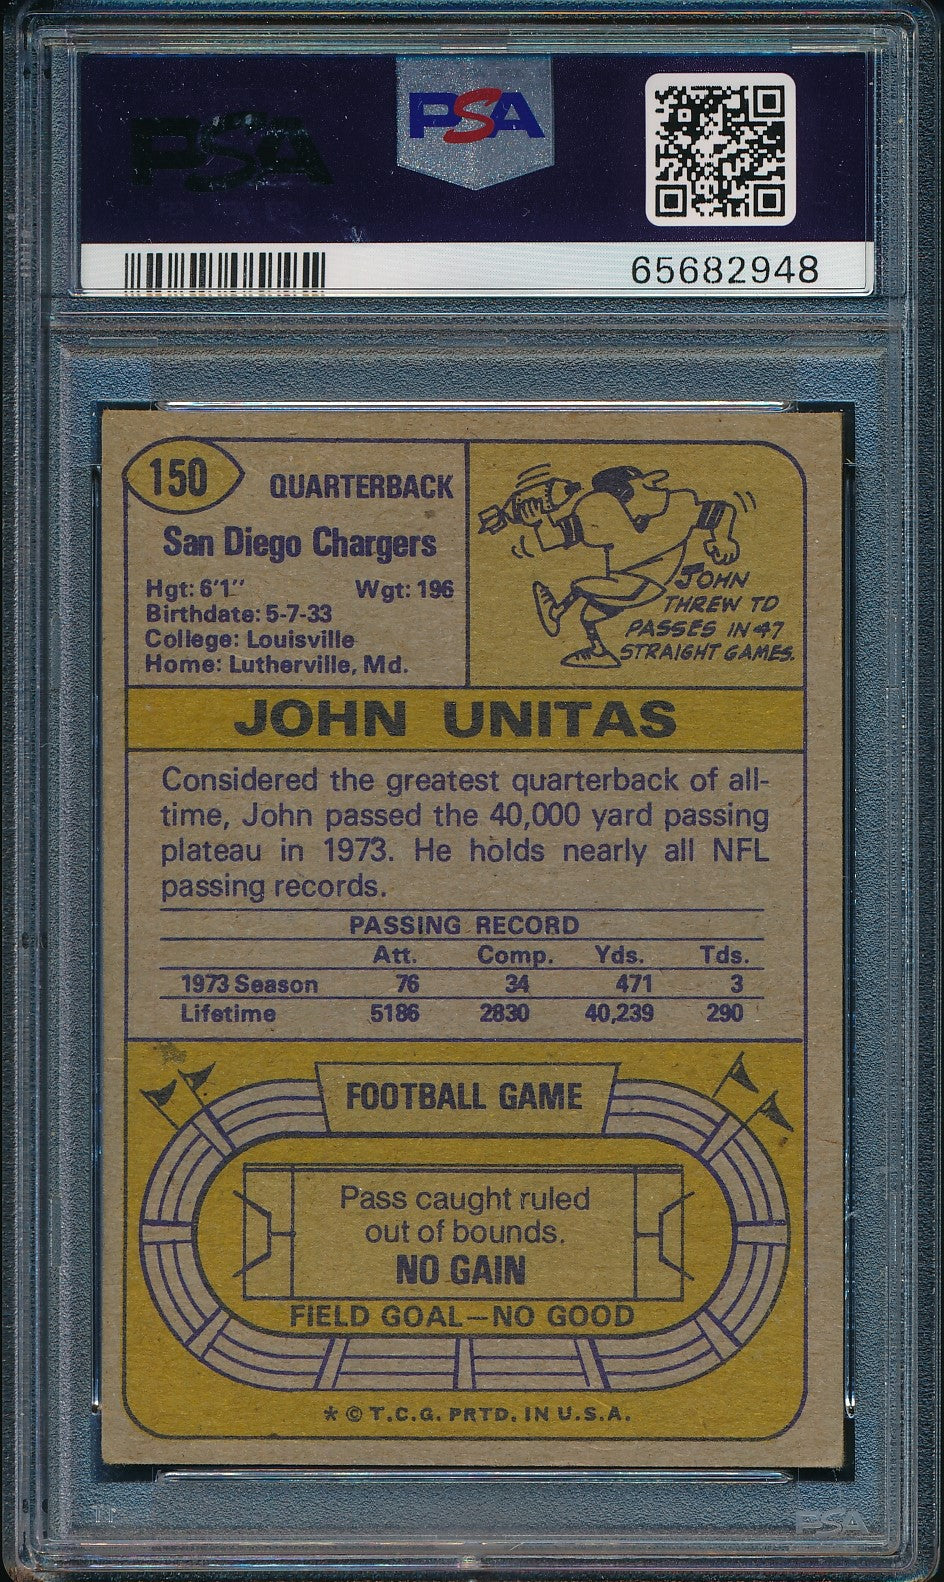 PSA
PSA
65682948
150
QUARTERBACK
San Diego Chargers
Hgt: 6'1" Wgt: 196
Birthdate: 5-7-33
College: Louisville
Home: Lutherville, Md.
JOHN
THREW TD
PASSES IN 47
STRAIGHT GAMES.
JOHN UNITAS
Considered the greatest quarterback of all-
time, John passed the 40,000 yard passing
plateau in 1973. He holds nearly all NFL
passing records.
PASSING RECORD
Att. Comp. Yds. Tds.
1973 Season 76 34 471 3
Lifetime 5186 2830 40,239 290
FOOTBALL GAME
Pass caught ruled
out of bounds.
NO GAIN
FIELD GOAL—NO GOOD
* © T.C.G. PRTD. IN U.S.A.
PSA